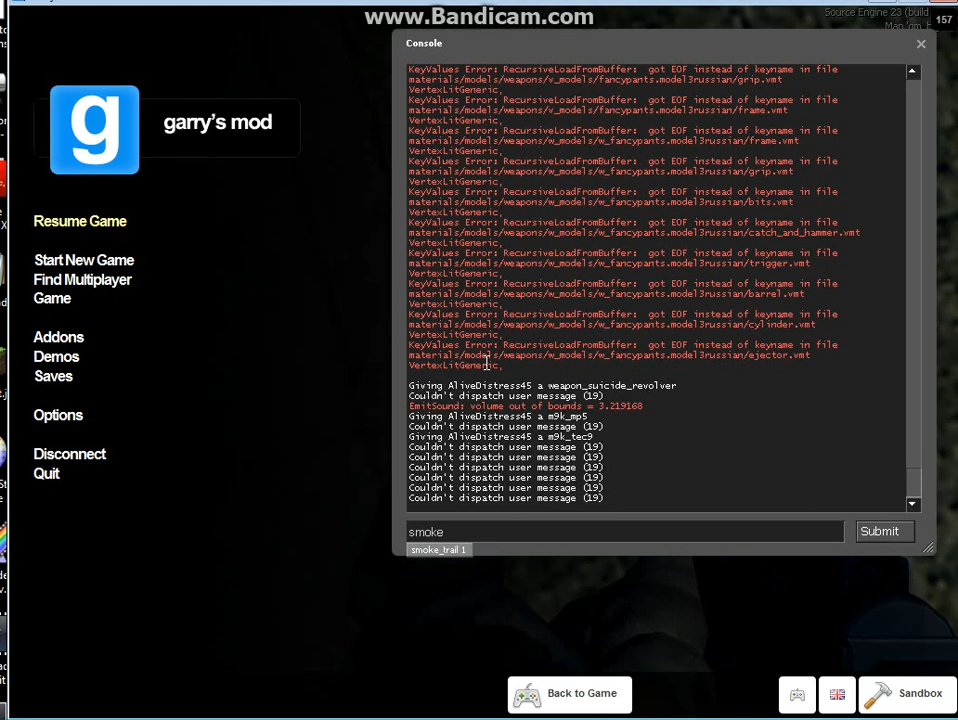 www.Bandicam.com
Source Engine 23 (build
157
Console
KeyValues Error: RecursiveLoadFromBuffer:  got EOF instead of keyname in file
materials/models/weapons/v_models/fancypants.model3russian/grip.vmt
VertexLitGeneric,
KeyValues Error: RecursiveLoadFromBuffer:  got EOF instead of keyname in file
materials/models/weapons/v_models/fancypants.model3russian/frame.vmt
VertexLitGeneric,
KeyValues Error: RecursiveLoadFromBuffer:  got EOF instead of keyname in file
materials/models/weapons/w_models/w_fancypants.model3russian/frame.vmt
VertexLitGeneric,
KeyValues Error: RecursiveLoadFromBuffer:  got EOF instead of keyname in file
materials/models/weapons/w_models/w_fancypants.model3russian/grip.vmt
VertexLitGeneric,
KeyValues Error: RecursiveLoadFromBuffer:  got EOF instead of keyname in file
materials/models/weapons/w_models/w_fancypants.model3russian/bits.vmt
VertexLitGeneric,
KeyValues Error: RecursiveLoadFromBuffer:  got EOF instead of keyname in file
materials/models/weapons/w_models/w_fancypants.model3russian/catch_and_hammer.vmt
VertexLitGeneric,
KeyValues Error: RecursiveLoadFromBuffer:  got EOF instead of keyname in file
materials/models/weapons/w_models/w_fancypants.model3russian/trigger.vmt
VertexLitGeneric,
KeyValues Error: RecursiveLoadFromBuffer:  got EOF instead of keyname in file
materials/models/weapons/w_models/w_fancypants.model3russian/barrel.vmt
VertexLitGeneric,
KeyValues Error: RecursiveLoadFromBuffer:  got EOF instead of keyname in file
materials/models/weapons/w_models/w_fancypants.model3russian/cylinder.vmt
VertexLitGeneric,
KeyValues Error: RecursiveLoadFromBuffer:  got EOF instead of keyname in file
materials/models/weapons/w_models/w_fancypants.model3russian/ejector.vmt
VertexLitGeneric,
Giving AliveDistress45 a weapon_suicide_revolver
Couldn't dispatch user message (19)
EmitSound: volume out of bounds = 3.219168
Giving AliveDistress45 a m9k_mp5
Couldn't dispatch user message (19)
Giving AliveDistress45 a m9k_tec9
Couldn't dispatch user message (19)
Couldn't dispatch user message (19)
Couldn't dispatch user message (19)
Couldn't dispatch user message (19)
Couldn't dispatch user message (19)
Couldn't dispatch user message (19)
smoke
Submit
smoke_trail 1
g
garry's mod
Resume Game
Start New Game
Find Multiplayer
Game
Addons
Demos
Saves
Options
Disconnect
Quit
Back to Game
Sandbox